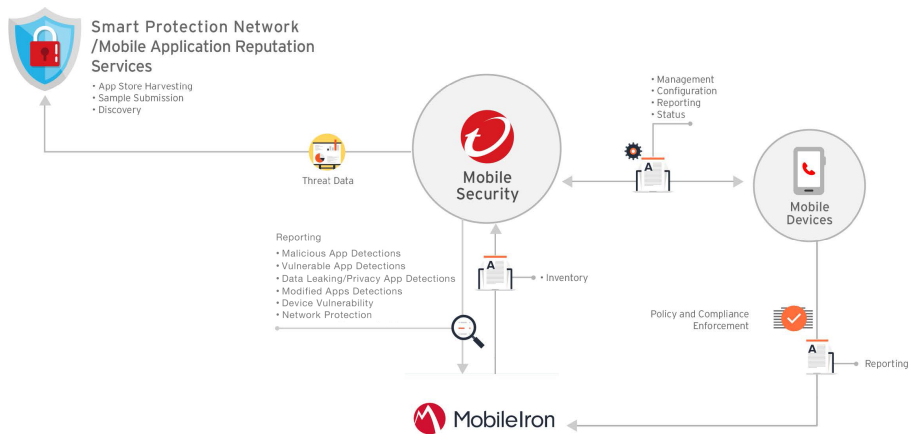 Smart Protection Network
/Mobile Application Reputation
Services
• App Store Harvesting
• Sample Submission
• Discovery
Threat Data
Mobile
Security
• Management
• Configuration
• Reporting
• Status
A
Mobile
Devices
Reporting
• Malicious App Detections
• Vulnerable App Detections
• Data Leaking/Privacy App Detections
• Modified Apps Detections
• Device Vulnerability
• Network Protection
A
• Inventory
Policy and Compliance
Enforcement
A
Reporting
MobileIron